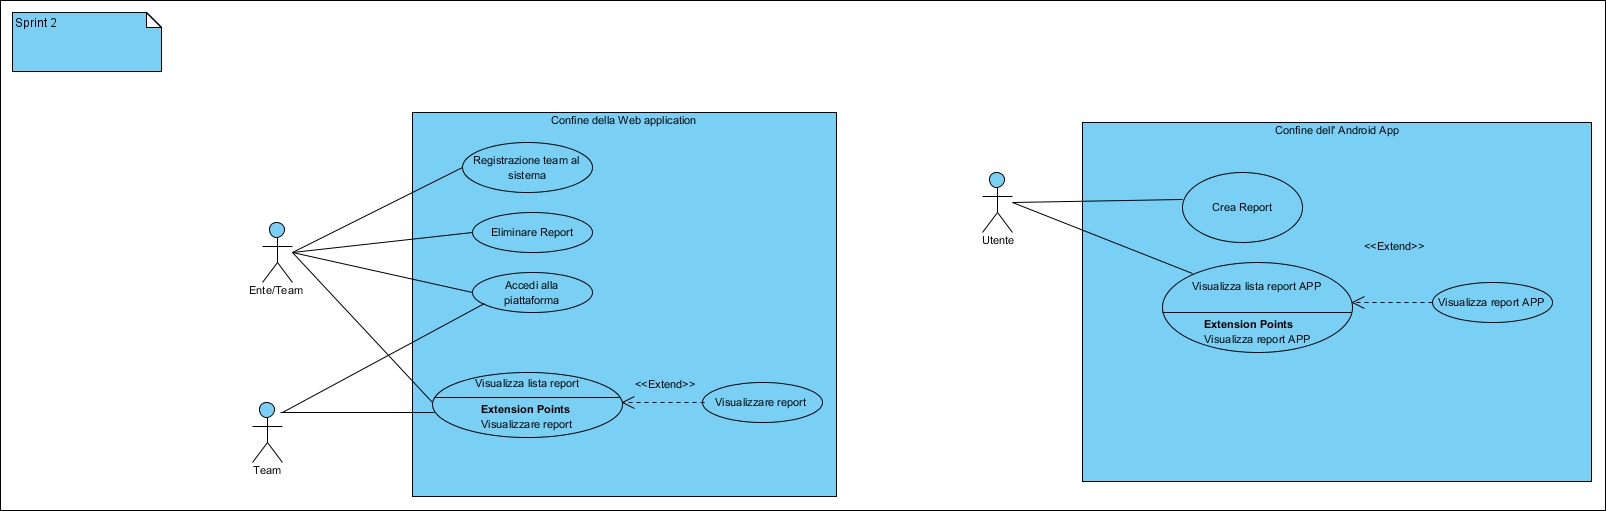 Sprint 2
Confine della Web application
Registrazione team al
sistema
Eliminare Report
Accedi alla
piattaforma
Visualizza lista report
Extension Points
Visualizzare report
<<Extend>>
Visualizzare report
Ente/Team
Team
Confine dell' Android App
Crea Report
Utente
<<Extend>>
Visualizza lista report APP
Extension Points
Visualizza report APP
Visualizza report APP